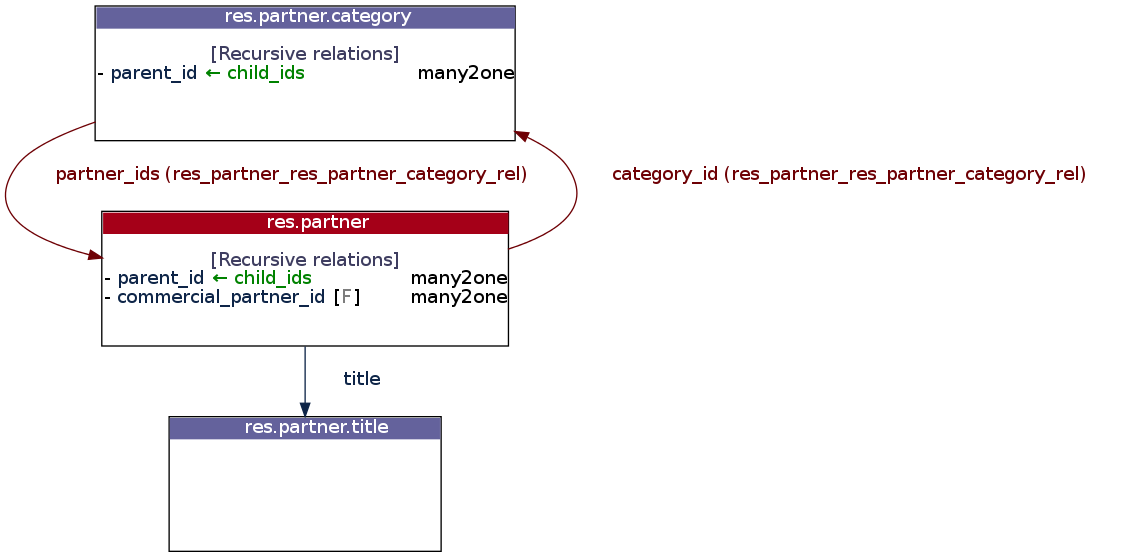 res.partner.category
[Recursive relations]
- parent_id ← child_ids many2one
partner_ids (res_partner_res_partner_category_rel)
category_id (res_partner_res_partner_category_rel)
res.partner
[Recursive relations]
- parent_id ← child_ids many2one
- commercial_partner_id [F] many2one
title
res.partner.title